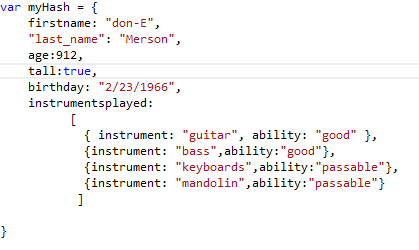 var myHash = {
firstname: "don-E",
"last_name": "Merson",
age:912,
tall:true,
birthday: "2/23/1966",
instrumentsplayed:
[
{ instrument: "guitar", ability: "good" },
{instrument: "bass",ability:"good"},
{instrument: "keyboards",ability:"passable"},
{instrument: "mandolin",ability:"passable"}
]
}